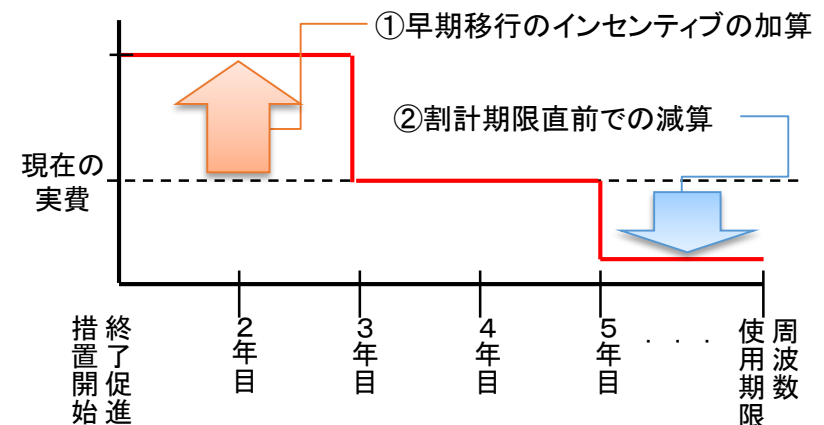 ①早期移行のインセンティブの加算
②割計期限直前での減算
現在の
実費
終了促進
措置開始
２年目
３年目
４年目
５年目
．．．
周波数
使用期限